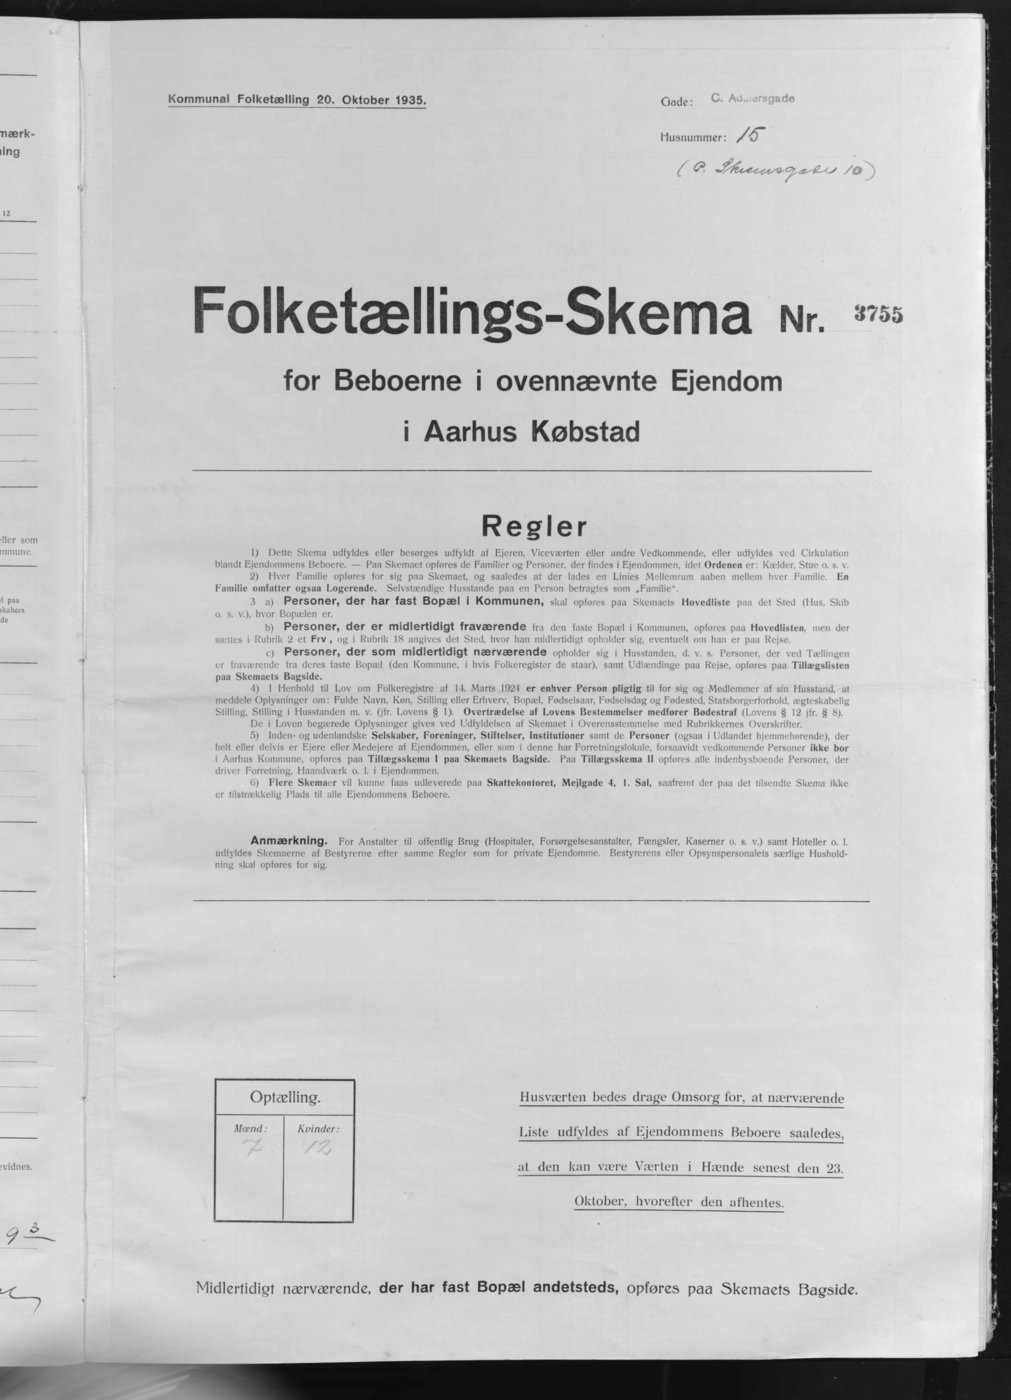 mærk-
ing
12
eller som
mmune.
l paa
skabers
de
evidnes.
9 3
Kommunal Folketælling 20. Oktober 1935.
Gade: C. Adelersgade
Husnummer: 15
(P. Skramsgade 10)
Folketællings-Skema Nr. 3755
for Beboerne i ovennævnte Ejendom
i Aarhus Købstad
Regler
1) Dette Skema udfyldes eller besørges udfyldt af Ejeren, Viceværten eller andre Vedkommende, eller udfyldes ved Cirkulation
blandt Ejendommens Beboere. — Paa Skemaet opføres de Familier og Personer, der findes i Ejendommen, idet Ordenen er: Kælder, Stue o. s. v.
2) Hver Familie opføres for sig paa Skemaet, og saaledes at der lades en Linies Mellemrum aaben mellem hver Familie. En
Familie omfatter ogsaa Logerende. Selvstændige Husstande paa en Person betragtes som „Familie".
3 a) Personer, der har fast Bopæl i Kommunen, skal opføres paa Skemaets Hovedliste paa det Sted (Hus, Skib
o. s. v.), hvor Bopælen er.
b) Personer, der er midlertidigt fraværende fra den faste Bopæl i Kommunen, opføres paa Hovedlisten, men der
sættes i Rubrik 2 et Frv., og i Rubrik 18 angives det Sted, hvor han midlertidigt opholder sig, eventuelt om han er paa Rejse.
c) Personer, der som midlertidigt nærværende opholder sig i Husstanden, d. v. s. Personer, der ved Tællingen
er fraværende fra deres faste Bopæl (den Kommune, i hvis Folkeregister de staar), samt Udlændinge paa Rejse, opføres paa Tillægslisten
paa Skemaets Bagside.
4) I Henhold til Lov om Folkeregistre af 14. Marts 1924 er enhver Person pligtig til for sig og Medlemmer af sin Husstand, at
meddele Oplysninger om: Fulde Navn, Køn, Stilling eller Erhverv, Bopæl, Fødselsaar, Fødselsdag og Fødested, Statsborgerforhold, ægteskabelig
Stilling, Stilling i Husstanden m. v. (jfr. Lovens § 1). Overtrædelse af Lovens Bestemmelser medfører Bødestraf (Lovens § 12 jfr. § 8).
De i Loven begærede Oplysninger gives ved Udfyldelsen af Skemaet i Overensstemmelse med Rubrikkernes Overskrifter.
5) Inden- og udenlandske Selskaber, Foreninger, Stiftelser, Institutioner samt de Personer (ogsaa i Udlandet hjemmehørende), der
helt eller delvis er Ejere eller Medejere af Ejendommen, eller som i denne har Forretningslokale, forsaavidt vedkommende Personer ikke bor
i Aarhus Kommune, opføres paa Tillægsskema I paa Skemaets Bagside. Paa Tillægsskema II opføres alle indenbysboende Personer, der
driver Forretning, Haandværk o. l. i Ejendommen.
6) Flere Skemaer vil kunne faas udleverede paa Skattekontoret, Mejlgade 4, 1. Sal, saafremt der paa det tilsendte Skema ikke
er tilstrækkelig Plads til alle Ejendommens Beboere.
Anmærkning. For Anstalter til offentlig Brug (Hospitaler, Forsørgelsesanstalter, Fængsler, Kaserner o. s. v.) samt Hoteller o. l.
udfyldes Skemaerne af Bestyrerne efter samme Regler som for private Ejendomme. Bestyrerens eller Opsynspersonalets særlige Hushold-
ning skal opføres for sig.
Optælling.
Mænd: Kvinder:
7 12
Husværten bedes drage Omsorg for, at nærværende
Liste udfyldes af Ejendommens Beboere saaledes,
at den kan være Værten i Hænde senest den 23.
Oktober, hvorefter den afhentes.
Midlertidigt nærværende, der har fast Bopæl andetsteds, opføres paa Skemaets Bagside.